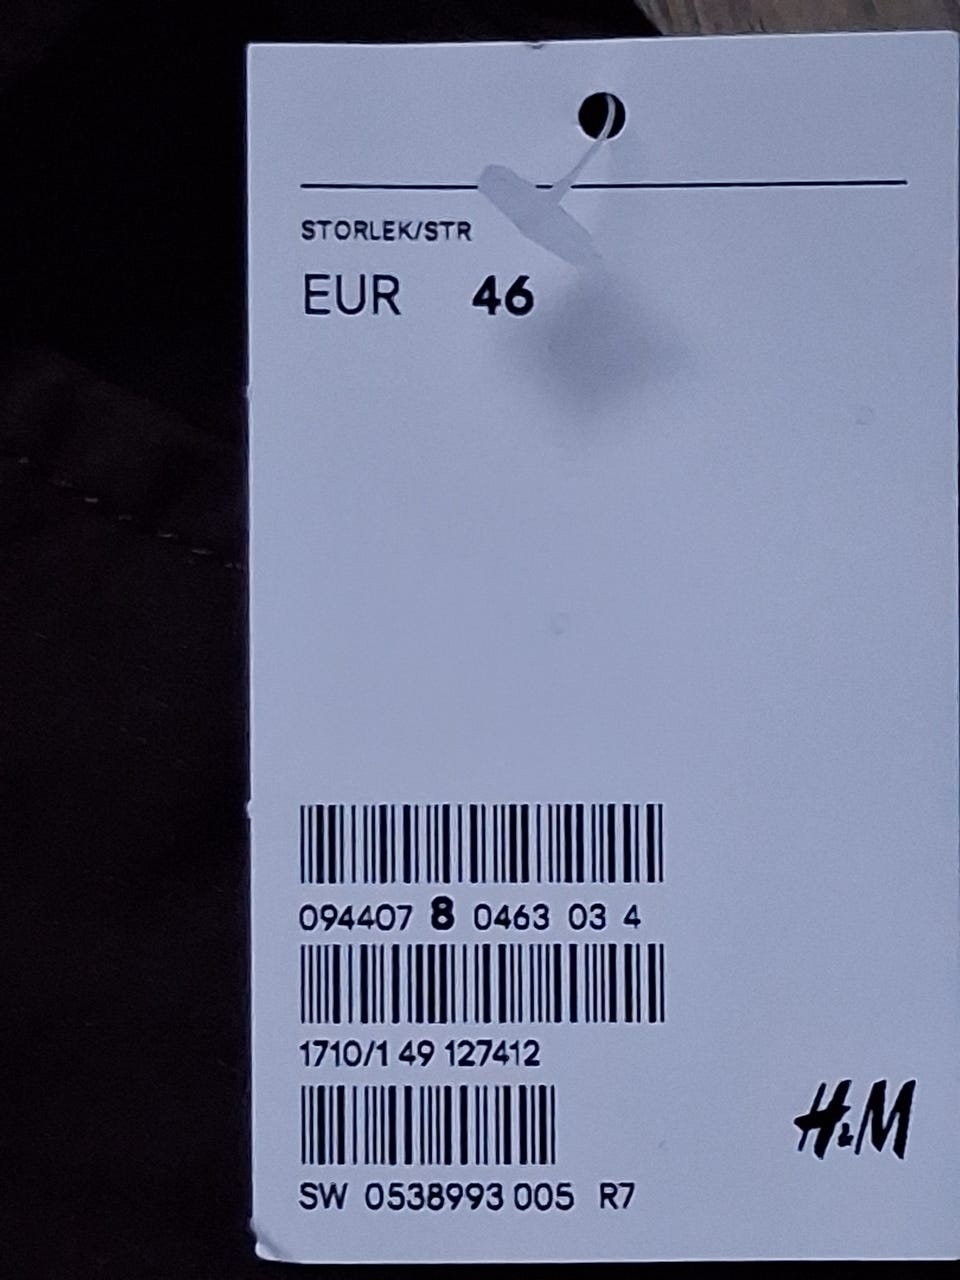 STORLEK/STR
EUR 46
094407 8 0463 03 4
1710/1 49 127412
H&M
SW 0538993 005 R7